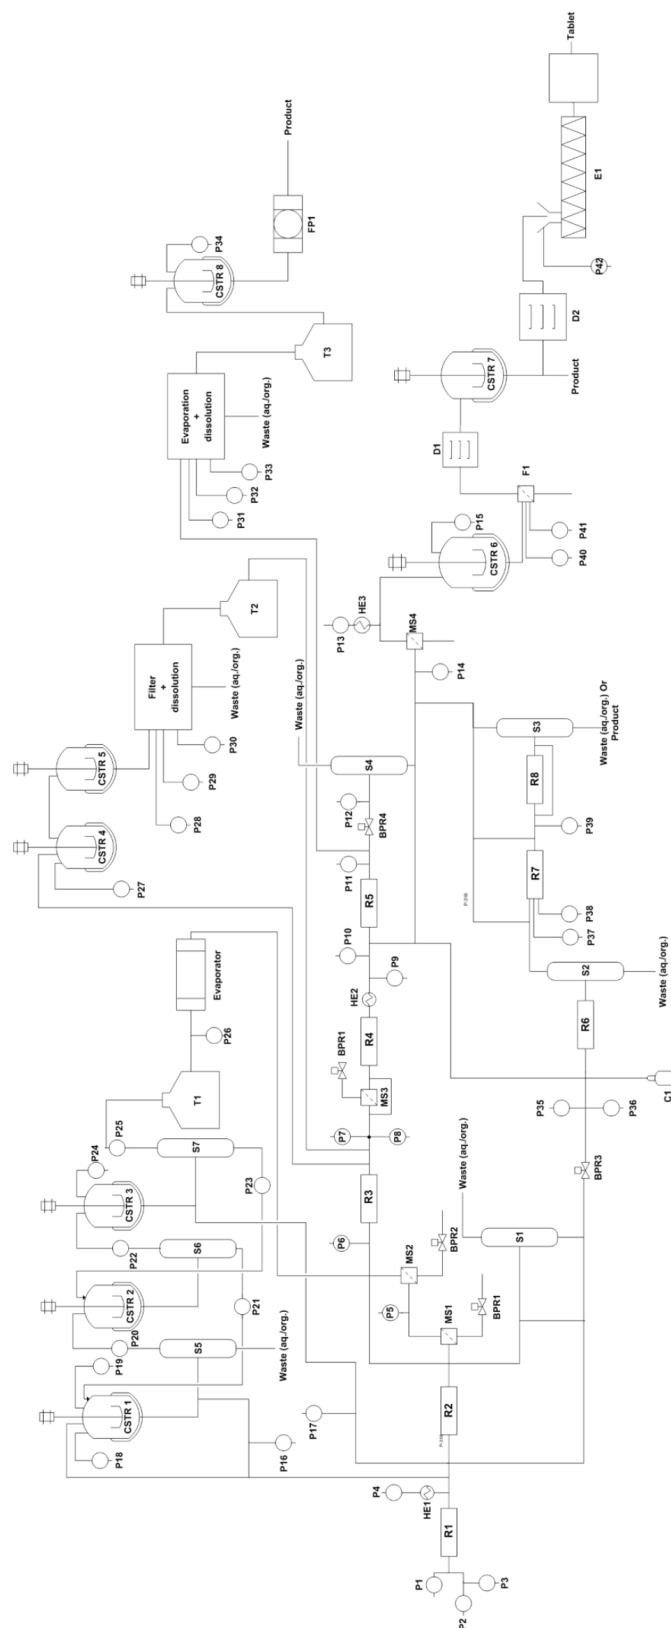 P18
CSTR 1
P19
P20
CSTR 2
P22
CSTR 3
P24
P25
S5
S6
S7
P21
P23
Waste (aq./org.)
P16
P17
T1
P26
Evaporator
P27
CSTR 4
CSTR 5
P28
P29
P30
Filter
+
dissolution
Waste (aq./org.)
T2
P31
P32
P33
Evaporation
+
dissolution
Waste (aq./org.)
T3
CSTR 8
P34
FP1
Product
P1
P2
P3
R1
HE1
P4
R2
MS1
BPR1
P5
MS2
BPR2
P6
R3
P7
P8
MS3
BPR1
R4
HE2
P9
P10
R5
P11
BPR4
P12
S4
Waste (aq./org.)
S1
Waste (aq./org.)
BPR3
P35
P36
C1
R6
S2
Waste (aq./org.)
P37
P38
R7
P39
R8
S3
Waste (aq./org.) Or
Product
P14
MS4
P13
HE3
CSTR 6
P15
P40
P41
F1
D1
CSTR 7
Product
D2
P42
E1
Tablet